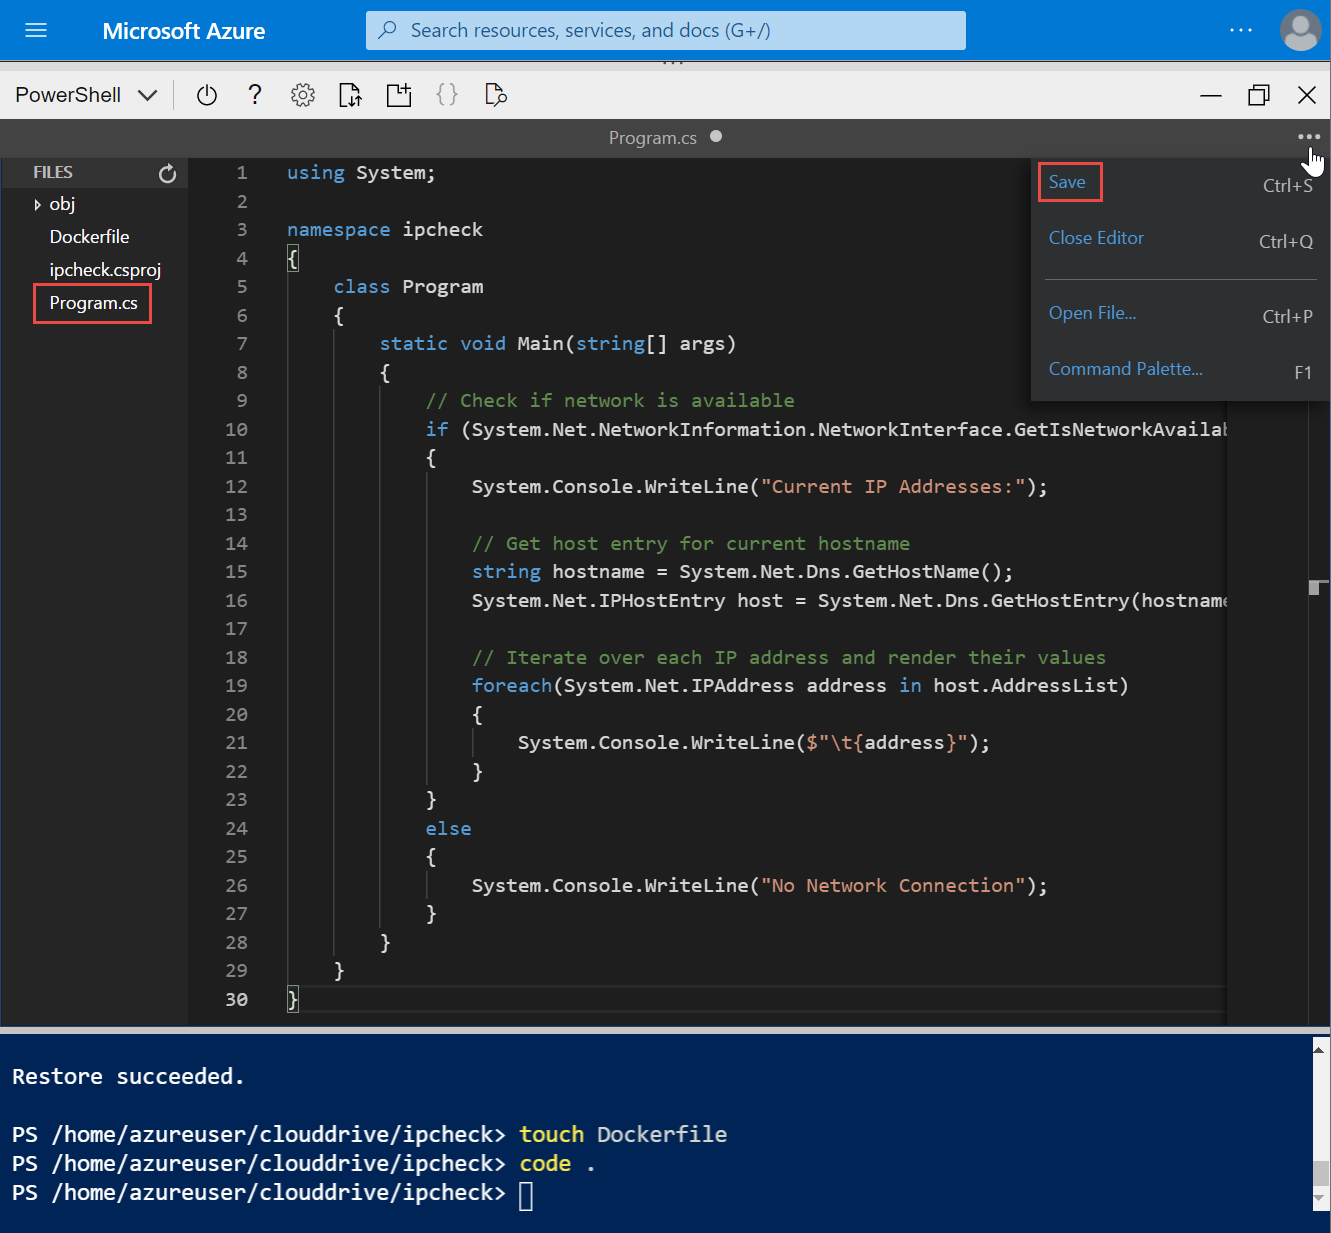 Microsoft Azure
Search resources, services, and docs (G+/)
PowerShell
Program.cs
FILES
obj
Dockerfile
ipcheck.csproj
Program.cs
1 using System;
2
3 namespace ipcheck
4 {
5 class Program
6 {
7 static void Main(string[] args)
8 {
9 // Check if network is available
10 if (System.Net.NetworkInformation.NetworkInterface.GetIsNetworkAvailab
11 {
12 System.Console.WriteLine("Current IP Addresses:");
13
14 // Get host entry for current hostname
15 string hostname = System.Net.Dns.GetHostName();
16 System.Net.IPHostEntry host = System.Net.Dns.GetHostEntry(hostname
17
18 // Iterate over each IP address and render their values
19 foreach(System.Net.IPAddress address in host.AddressList)
20 {
21 System.Console.WriteLine($"\t{address}");
22 }
23 }
24 else
25 {
26 System.Console.WriteLine("No Network Connection");
27 }
28 }
29 }
30 }
Save Ctrl+S
Close Editor Ctrl+Q
Open File... Ctrl+P
Command Palette... F1
Restore succeeded.
PS /home/azureuser/clouddrive/ipcheck> touch Dockerfile
PS /home/azureuser/clouddrive/ipcheck> code .
PS /home/azureuser/clouddrive/ipcheck>